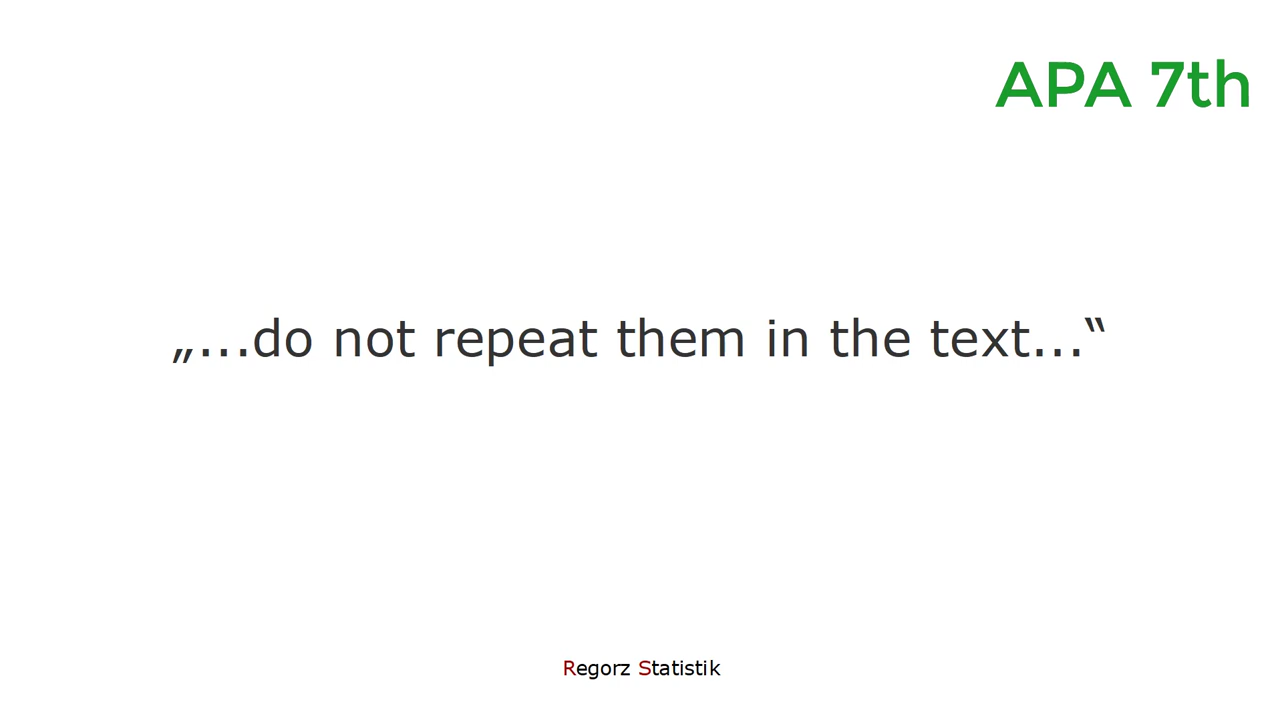 APA 7th
„...do not repeat them in the text...“
Regorz Statistik